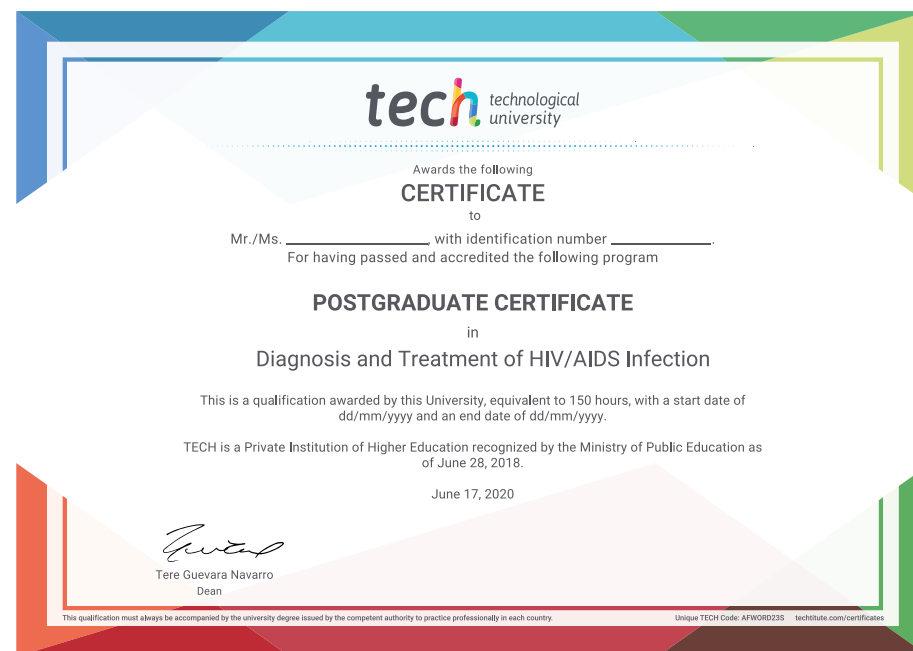 tech technological
university
Awards the following
CERTIFICATE
to
Mr./Ms. ____________________, with identification number ______________.
For having passed and accredited the following program
POSTGRADUATE CERTIFICATE
in
Diagnosis and Treatment of HIV/AIDS Infection
This is a qualification awarded by this University, equivalent to 150 hours, with a start date of
dd/mm/yyyy and an end date of dd/mm/yyyy.
TECH is a Private Institution of Higher Education recognized by the Ministry of Public Education as
of June 28, 2018.
June 17, 2020
Tere Guevara Navarro
Dean
This qualification must always be accompanied by the university degree issued by the competent authority to practice professionally in each country.
Unique TECH Code: AFWORD23S techtitute.com/certificates